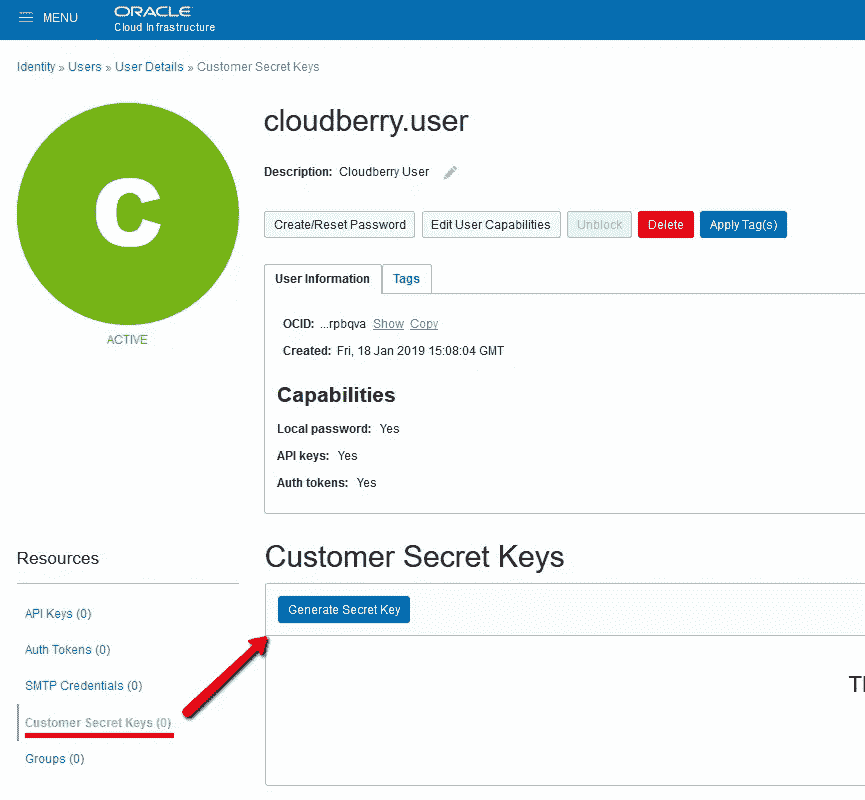 MENU
ORACLE
Cloud Infrastructure
Identity » Users » User Details » Customer Secret Keys
C
ACTIVE
cloudberry.user
Description: Cloudberry User
Create/Reset Password Edit User Capabilities Unblock Delete Apply Tag(s)
User Information Tags
OCID: ...rpbqva Show Copy
Created: Fri, 18 Jan 2019 15:08:04 GMT
Capabilities
Local password: Yes
API keys: Yes
Auth tokens: Yes
Resources
API Keys (0)
Auth Tokens (0)
SMTP Credentials (0)
Customer Secret Keys (0)
Groups (0)
Customer Secret Keys
Generate Secret Key